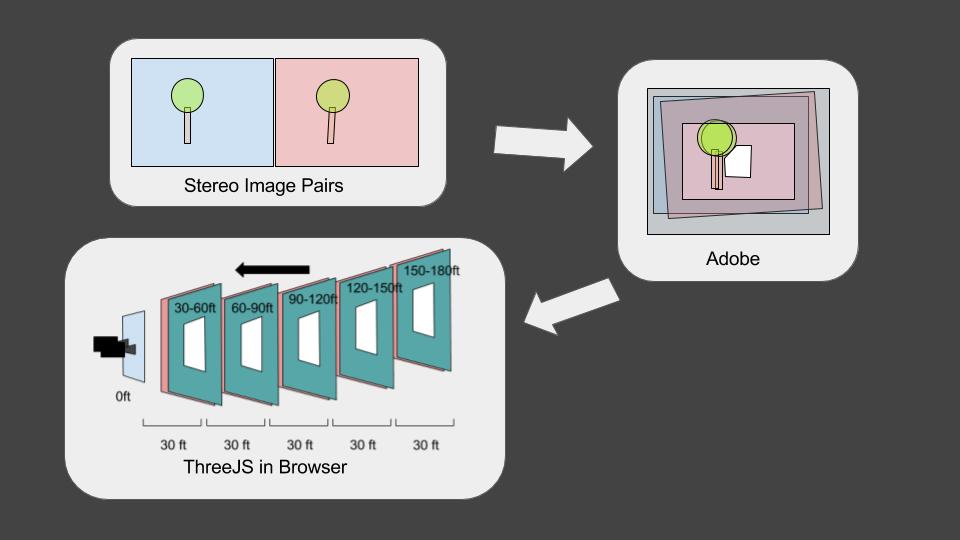 Stereo Image Pairs
Adobe
150-180ft
120-150ft
90-120ft
60-90ft
30-60ft
0ft
30 ft
30 ft
30 ft
30 ft
30 ft
ThreeJS in Browser